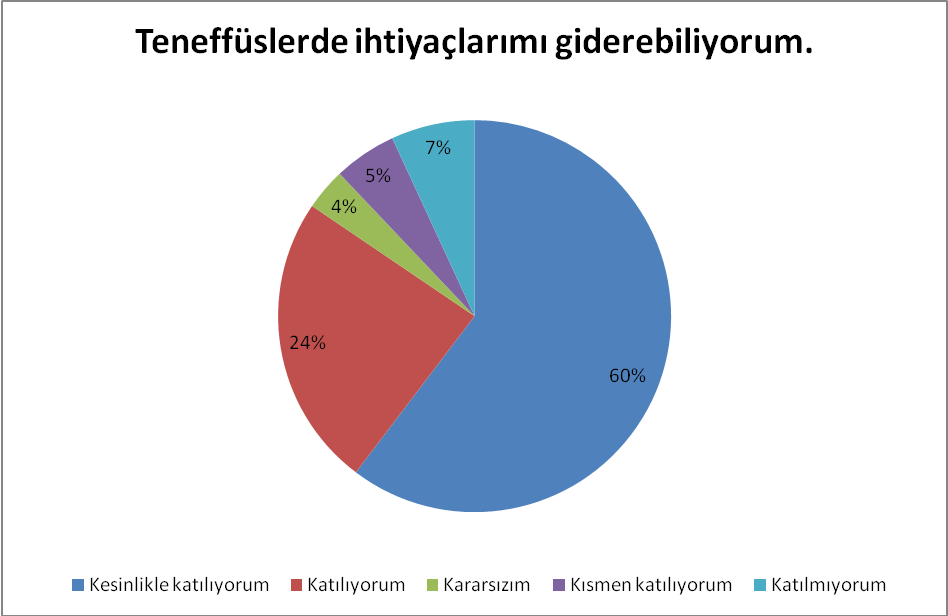 Teneffüslerde ihtiyaçlarımı giderebiliyorum.
7%
5%
4%
24%
60%
Kesinlikle katılıyorum Katılıyorum Kararsızım Kısmen katılıyorum Katılmıyorum